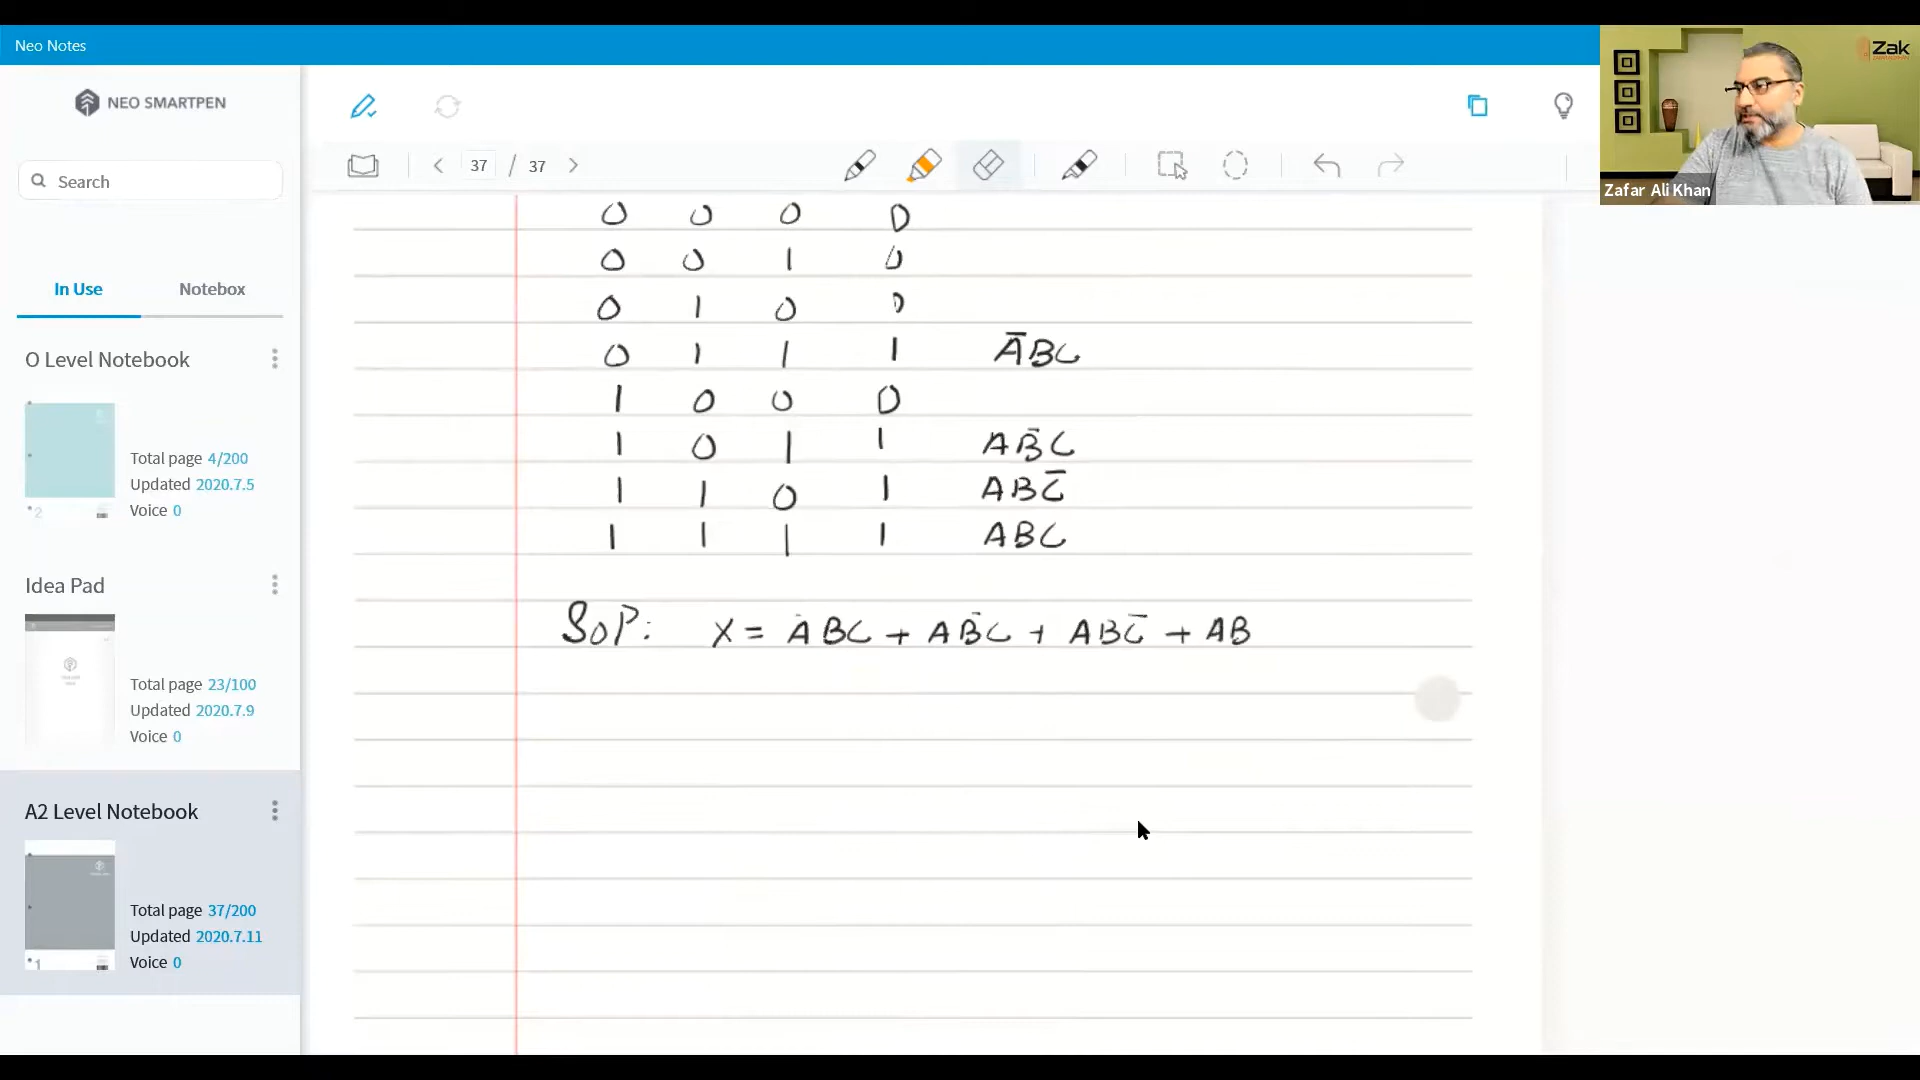 Neo Notes
Zak
NEO SMARTPEN
37 / 37
Search
Zafar Ali Khan
In Use Notebox
O Level Notebook
Total page 4/200
Updated 2020.7.5
Voice 0
Idea Pad
Total page 23/100
Updated 2020.7.9
Voice 0
A2 Level Notebook
Total page 37/200
Updated 2020.7.11
Voice 0
0 0 0 0
0 0 1 0
0 1 0 0
0 1 1 1 A̅BC
1 0 0 0
1 0 1 1 AB̅C
1 1 0 1 ABC̅
1 1 1 1 ABC
SOP: X = A̅BC + AB̅C + ABC̅ + AB